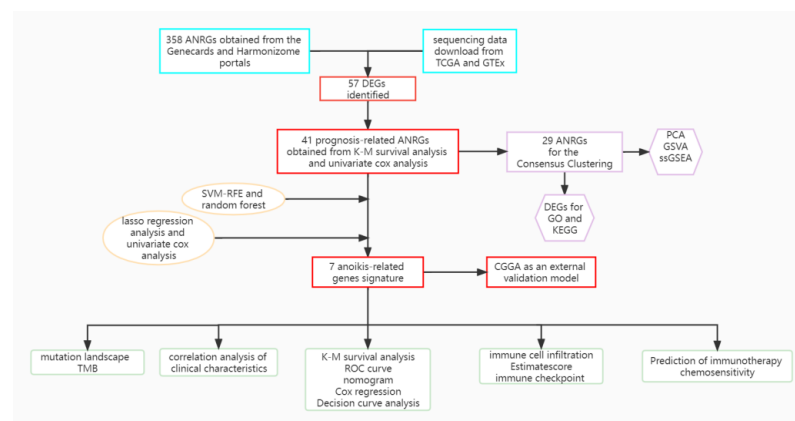 358 ANRGs obtained from the
Genecards and Harmonizome
portals
sequencing data
download from
TCGA and GTEx
57 DEGs
identified
41 prognosis-related ANRGs
obtained from K-M survival analysis
and univariate cox analysis
29 ANRGs
for the
Consensus Clustering
PCA
GSVA
ssGSEA
DEGs for
GO and
KEGG
SVM-RFE and
random forest
lasso regression
analysis and
univariate cox
analysis
7 anoikis-related
genes signature
CGGA as an external
validation model
mutation landscape
TMB
correlation analysis of
clinical characteristics
K-M survival analysis
ROC curve
nomogram
Cox regression
Decision curve analysis
immune cell infiltration
Estimatescore
immune checkpoint
Prediction of immunotherapy
chemosensitivity